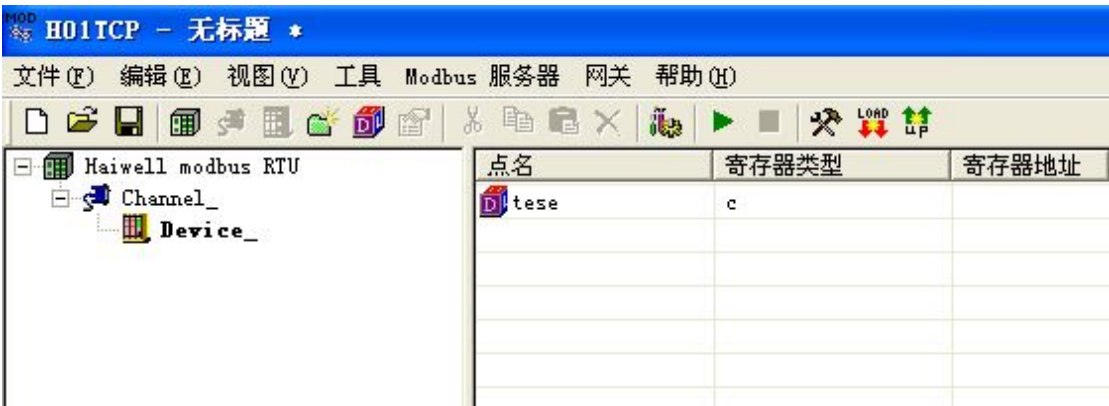 H01TCP - 无标题 *
文件(F) 编辑(E) 视图(V) 工具 Modbus 服务器 网关 帮助(H)
LOAD
UP
Haiwell modbus RTU
Channel_
Device_
点名 寄存器类型 寄存器地址
tese c